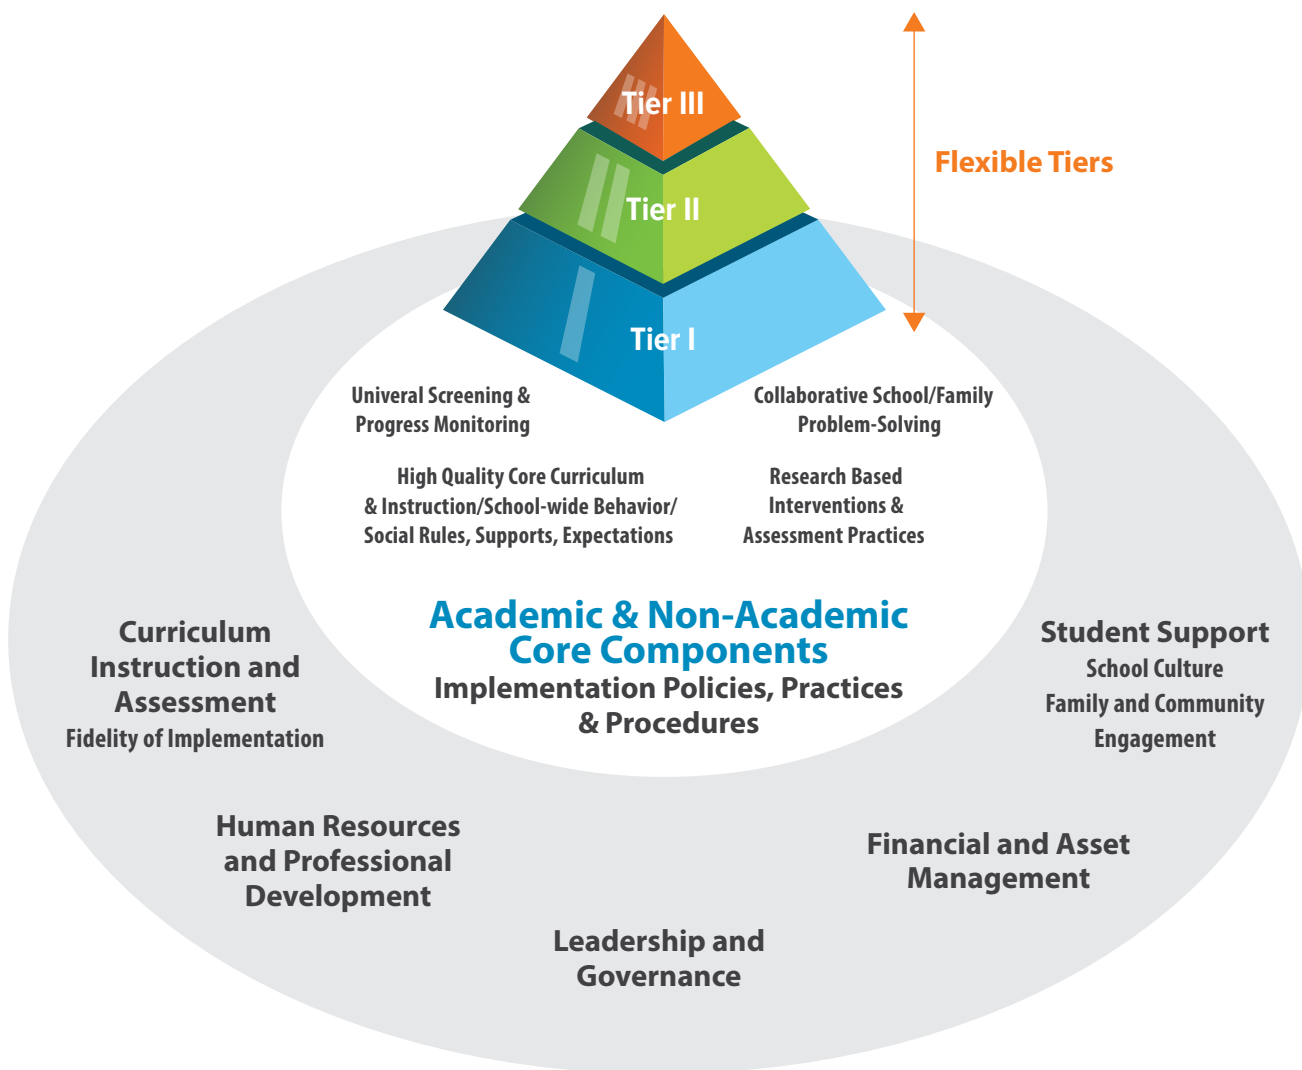 Tier III
Flexible Tiers
Tier II
Tier I
Univeral Screening &
Progress Monitoring
Collaborative School/Family
Problem-Solving
High Quality Core Curriculum
& Instruction/School-wide Behavior/
Social Rules, Supports, Expectations
Research Based
Interventions &
Assessment Practices
Academic & Non-Academic
Core Components
Implementation Policies, Practices
& Procedures
Curriculum
Instruction and
Assessment
Fidelity of Implementation
Student Support
School Culture
Family and Community
Engagement
Human Resources
and Professional
Development
Financial and Asset
Management
Leadership and
Governance